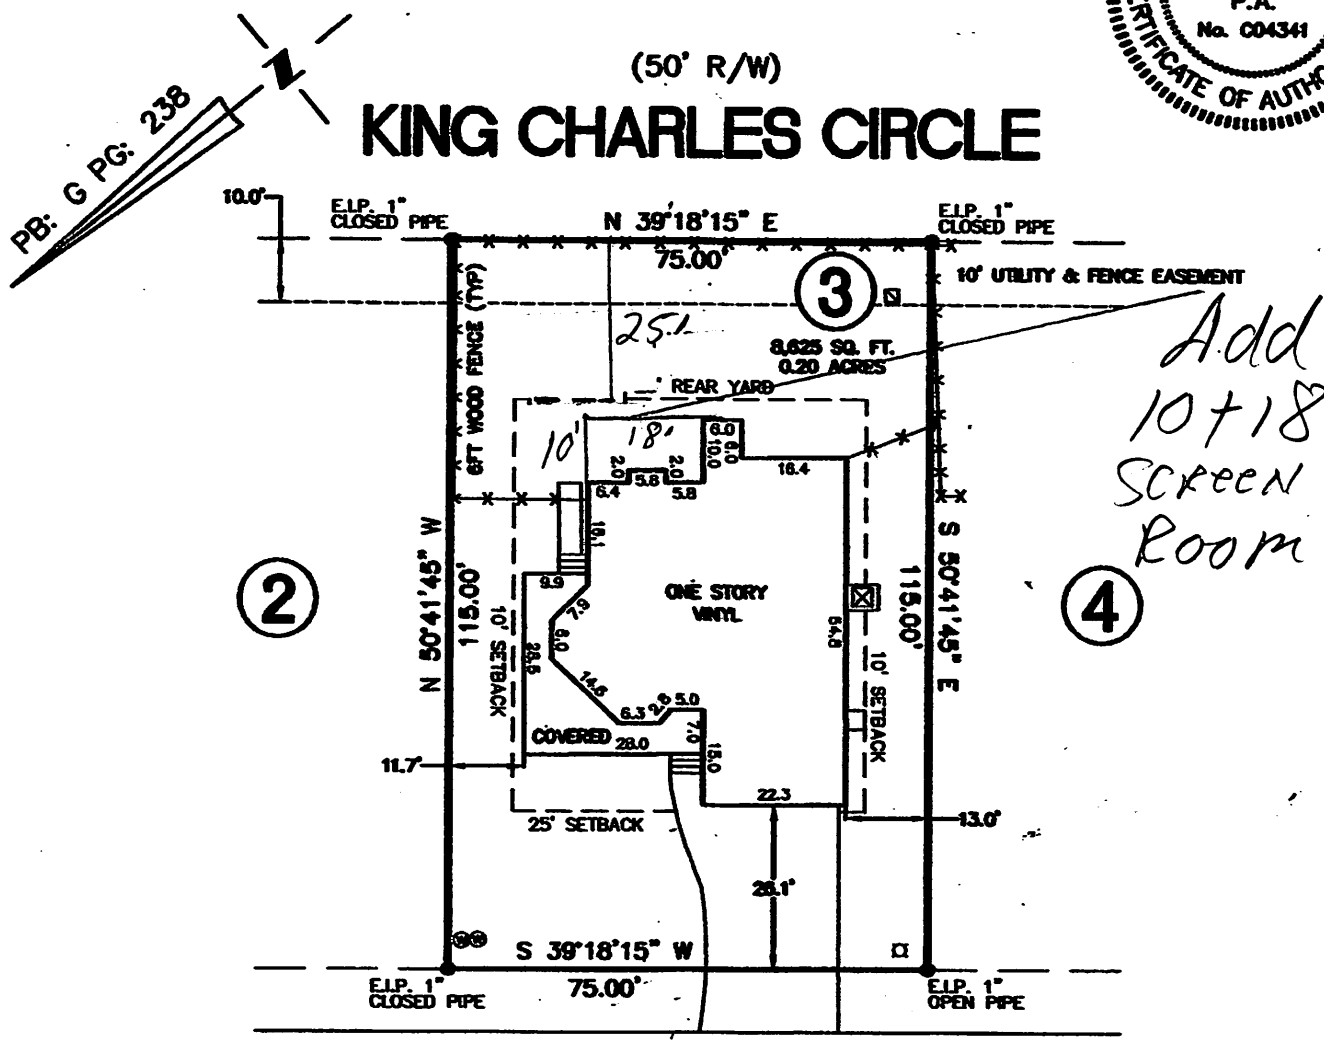 P.A.
No. C04341
CERTIFICATE OF AUTHO
(50' R/W)
KING CHARLES CIRCLE
PB: G PG: 238
10.0'
E.I.P. 1"
CLOSED PIPE
N 39°18'15" E
75.00'
E.I.P. 1"
CLOSED PIPE
10' UTILITY & FENCE EASEMENT
3
8,625 SQ. FT.
0.20 ACRES
6FT WOOD FENCE (TYP)
25'
' REAR YARD
Add
10 + 18
SCREEN
Room
10'
18'
6.0
6.0
10.0
16.4
2.0
5.8
2.0
6.4
5.8
18.1
9.9
7.9
6.0
28.5
14.6
6.3
2.8
5.0
7.0
15.0
ONE STORY
VINYL
54.8
COVERED
28.0
22.3
N 50°41'45" W
115.00'
10' SETBACK
S 50°41'45" E
115.00'
10' SETBACK
2
4
11.7'
25' SETBACK
13.0'
26.1'
WW
S 39°18'15" W
75.00'
E.I.P. 1"
CLOSED PIPE
E.I.P. 1"
OPEN PIPE